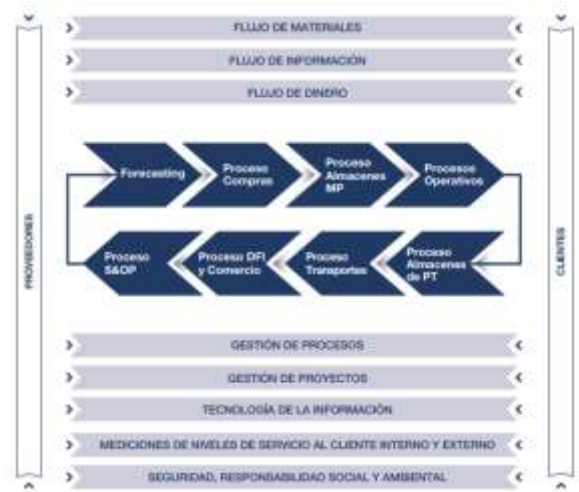 FLUJO DE MATERIALES
FLUJO DE INFORMACIÓN
FLUJO DE DINERO
PROVEEDORES
Forecasting
Proceso
Compras
Proceso
Almacenes
MP
Procesos
Operativos
Proceso
S&OP
Proceso DFI
y Comercio
Proceso
Transportes
Proceso
Almacenes
de PT
CLIENTES
GESTIÓN DE PROCESOS
GESTIÓN DE PROYECTOS
TECNOLOGÍA DE LA INFORMACIÓN
MEDICIONES DE NIVELES DE SERVICIO AL CLIENTE INTERNO Y EXTERNO
SEGURIDAD, RESPONSABILIDAD SOCIAL Y AMBIENTAL